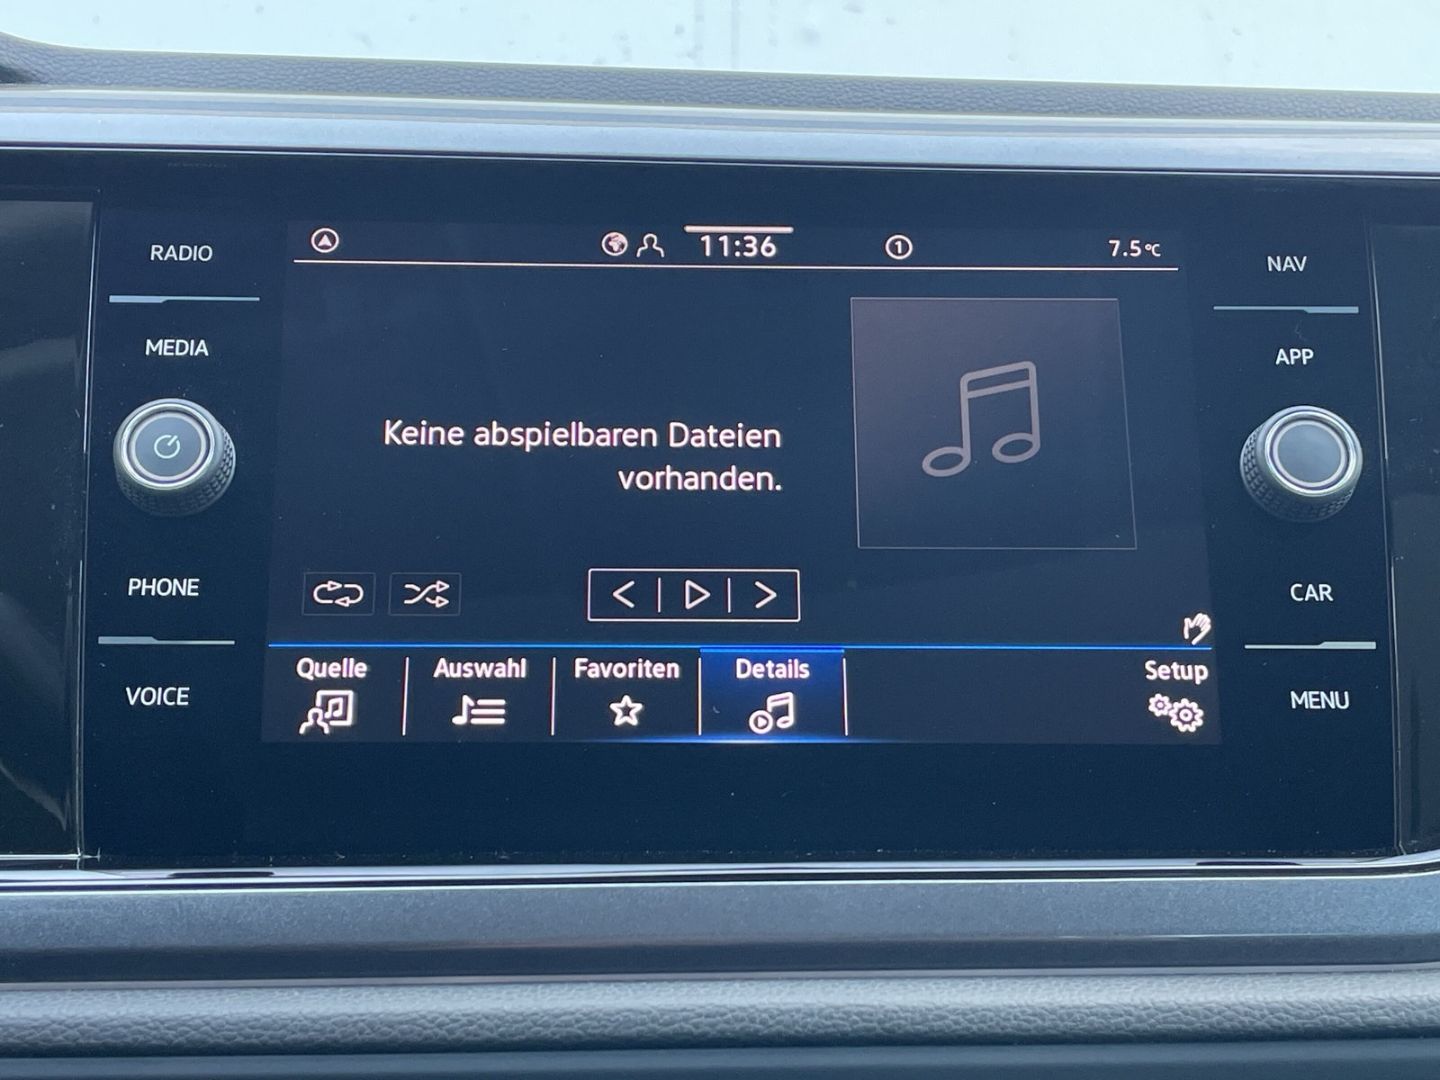 RADIO
MEDIA
PHONE
VOICE
11:36
1
7.5°C
Keine abspielbaren Dateien
vorhanden.
Quelle
Auswahl
Favoriten
Details
Setup
NAV
APP
CAR
MENU